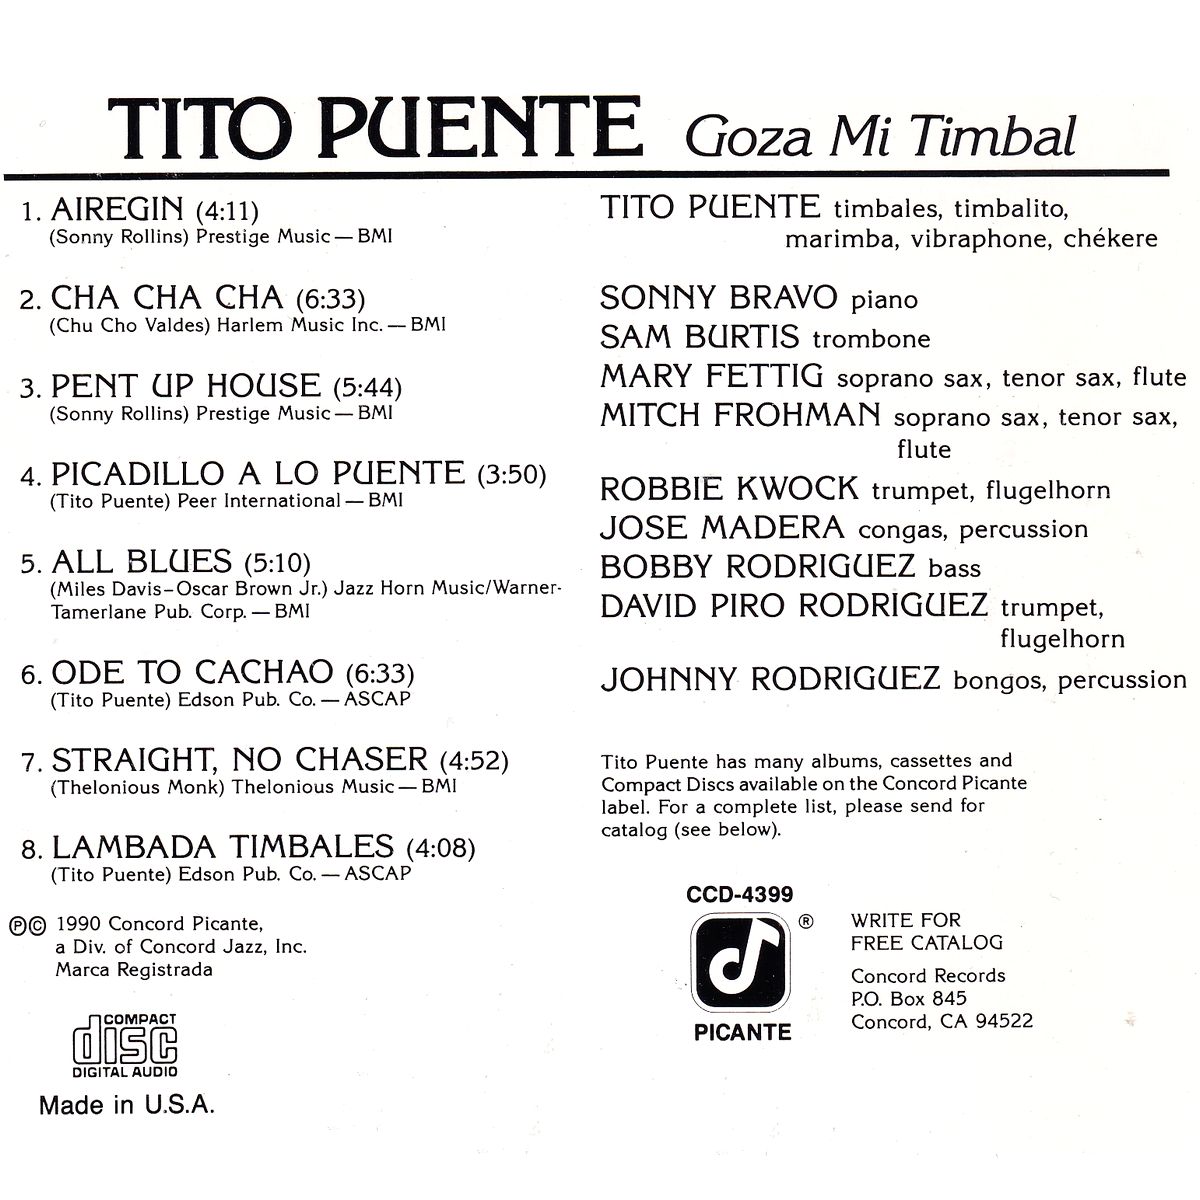 TITO PUENTE Goza Mi Timbal
1. AIREGIN (4:11)
(Sonny Rollins) Prestige Music — BMI
2. CHA CHA CHA (6:33)
(Chu Cho Valdes) Harlem Music Inc. — BMI
3. PENT UP HOUSE (5:44)
(Sonny Rollins) Prestige Music — BMI
4. PICADILLO A LO PUENTE (3:50)
(Tito Puente) Peer International — BMI
5. ALL BLUES (5:10)
(Miles Davis–Oscar Brown Jr.) Jazz Horn Music/Warner-
Tamerlane Pub. Corp. — BMI
6. ODE TO CACHAO (6:33)
(Tito Puente) Edson Pub. Co. — ASCAP
7. STRAIGHT, NO CHASER (4:52)
(Thelonious Monk) Thelonious Music — BMI
8. LAMBADA TIMBALES (4:08)
(Tito Puente) Edson Pub. Co. — ASCAP
℗© 1990 Concord Picante,
a Div. of Concord Jazz, Inc.
Marca Registrada
COMPACT
disc
DIGITAL AUDIO
Made in U.S.A.
TITO PUENTE timbales, timbalito,
marimba, vibraphone, chékere
SONNY BRAVO piano
SAM BURTIS trombone
MARY FETTIG soprano sax, tenor sax, flute
MITCH FROHMAN soprano sax, tenor sax,
flute
ROBBIE KWOCK trumpet, flugelhorn
JOSE MADERA congas, percussion
BOBBY RODRIGUEZ bass
DAVID PIRO RODRIGUEZ trumpet,
flugelhorn
JOHNNY RODRIGUEZ bongos, percussion
Tito Puente has many albums, cassettes and
Compact Discs available on the Concord Picante
label. For a complete list, please send for
catalog (see below).
CCD-4399
®
PICANTE
WRITE FOR
FREE CATALOG
Concord Records
P.O. Box 845
Concord, CA 94522